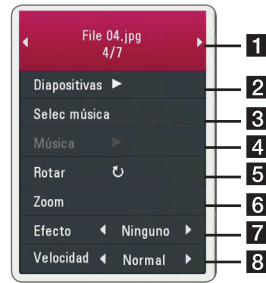 File 04.jpg
4/7
1
Diapositivas
2
Selec música
3
Música
4
Rotar
5
Zoom
6
Efecto Ninguno
7
Velocidad Normal
8